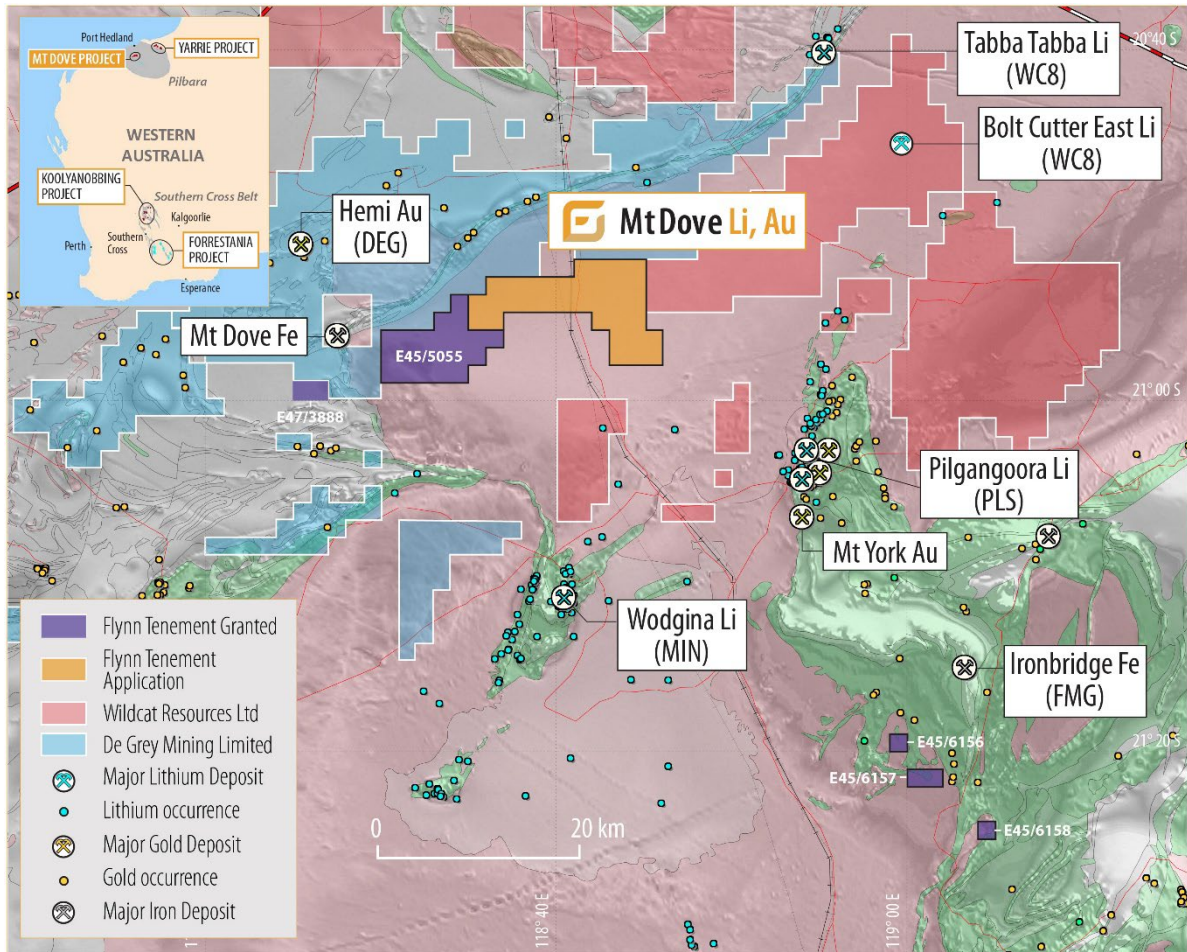 Port Hedland
YARRIE PROJECT
MT DOVE PROJECT
Pilbara
WESTERN
AUSTRALIA
KOOLYANOBBING
PROJECT
Southern Cross Belt
Kalgoorlie
Perth
Southern
Cross
FORRESTANIA
PROJECT
Esperance
Tabba Tabba Li
(WC8)
20° 40' S
Bolt Cutter East Li
(WC8)
Hemi Au
(DEG)
Mt Dove Li, Au
Mt Dove Fe
E45/5055
E47/3888
21° 00' S
Pilgangoora Li
(PLS)
Mt York Au
Wodgina Li
(MIN)
Ironbridge Fe
(FMG)
E45/6156
21° 20' S
E45/6157
E45/6158
0 20 km
118° 40' E
119° 00' E
Flynn Tenement Granted
Flynn Tenement
Application
Wildcat Resources Ltd
De Grey Mining Limited
Major Lithium Deposit
Lithium occurrence
Major Gold Deposit
Gold occurrence
Major Iron Deposit